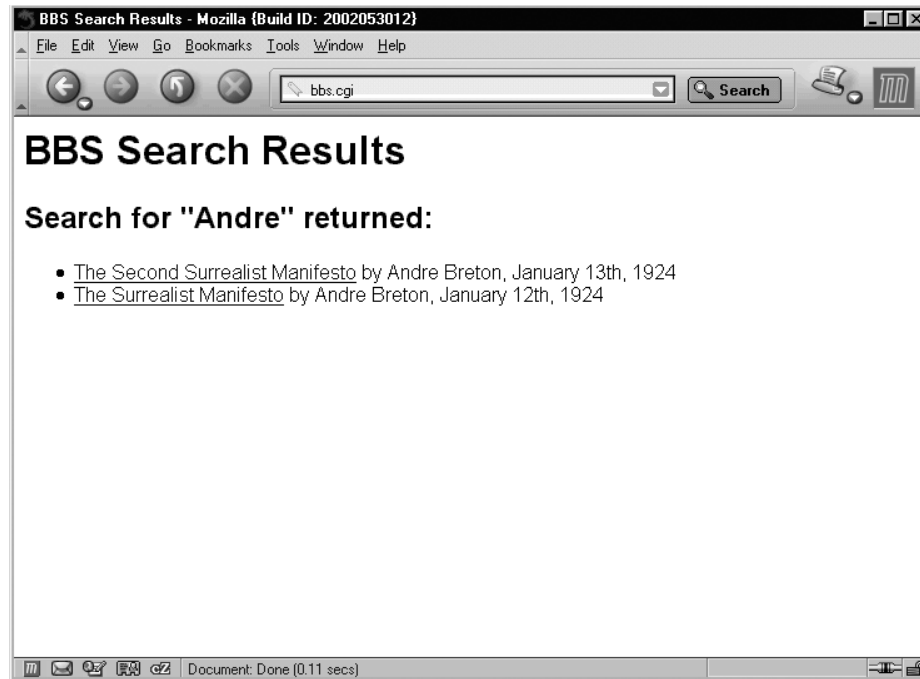 BBS Search Results - Mozilla {Build ID: 2002053012}
File Edit View Go Bookmarks Tools Window Help
bbs.cgi Search
BBS Search Results
Search for "Andre" returned:
The Second Surrealist Manifesto by Andre Breton, January 13th, 1924
The Surrealist Manifesto by Andre Breton, January 12th, 1924
Document: Done (0.11 secs)